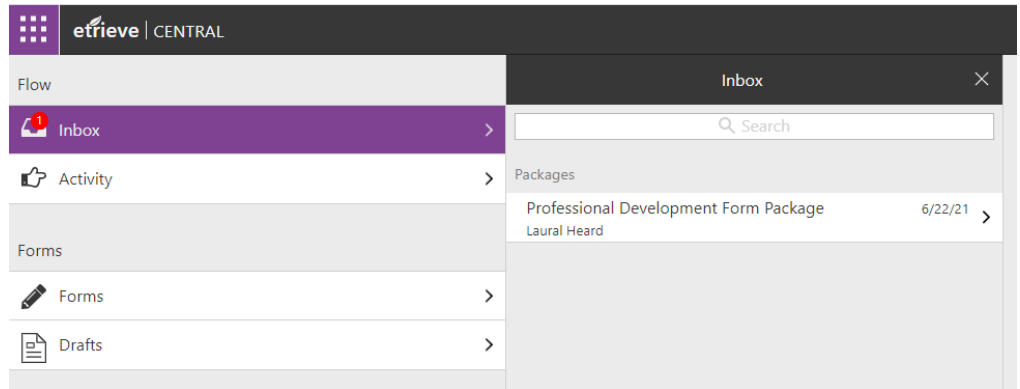 etrieve | CENTRAL
Flow
1
Inbox
Activity
Forms
Forms
Drafts
Inbox
Search
Packages
Professional Development Form Package 6/22/21
Laural Heard